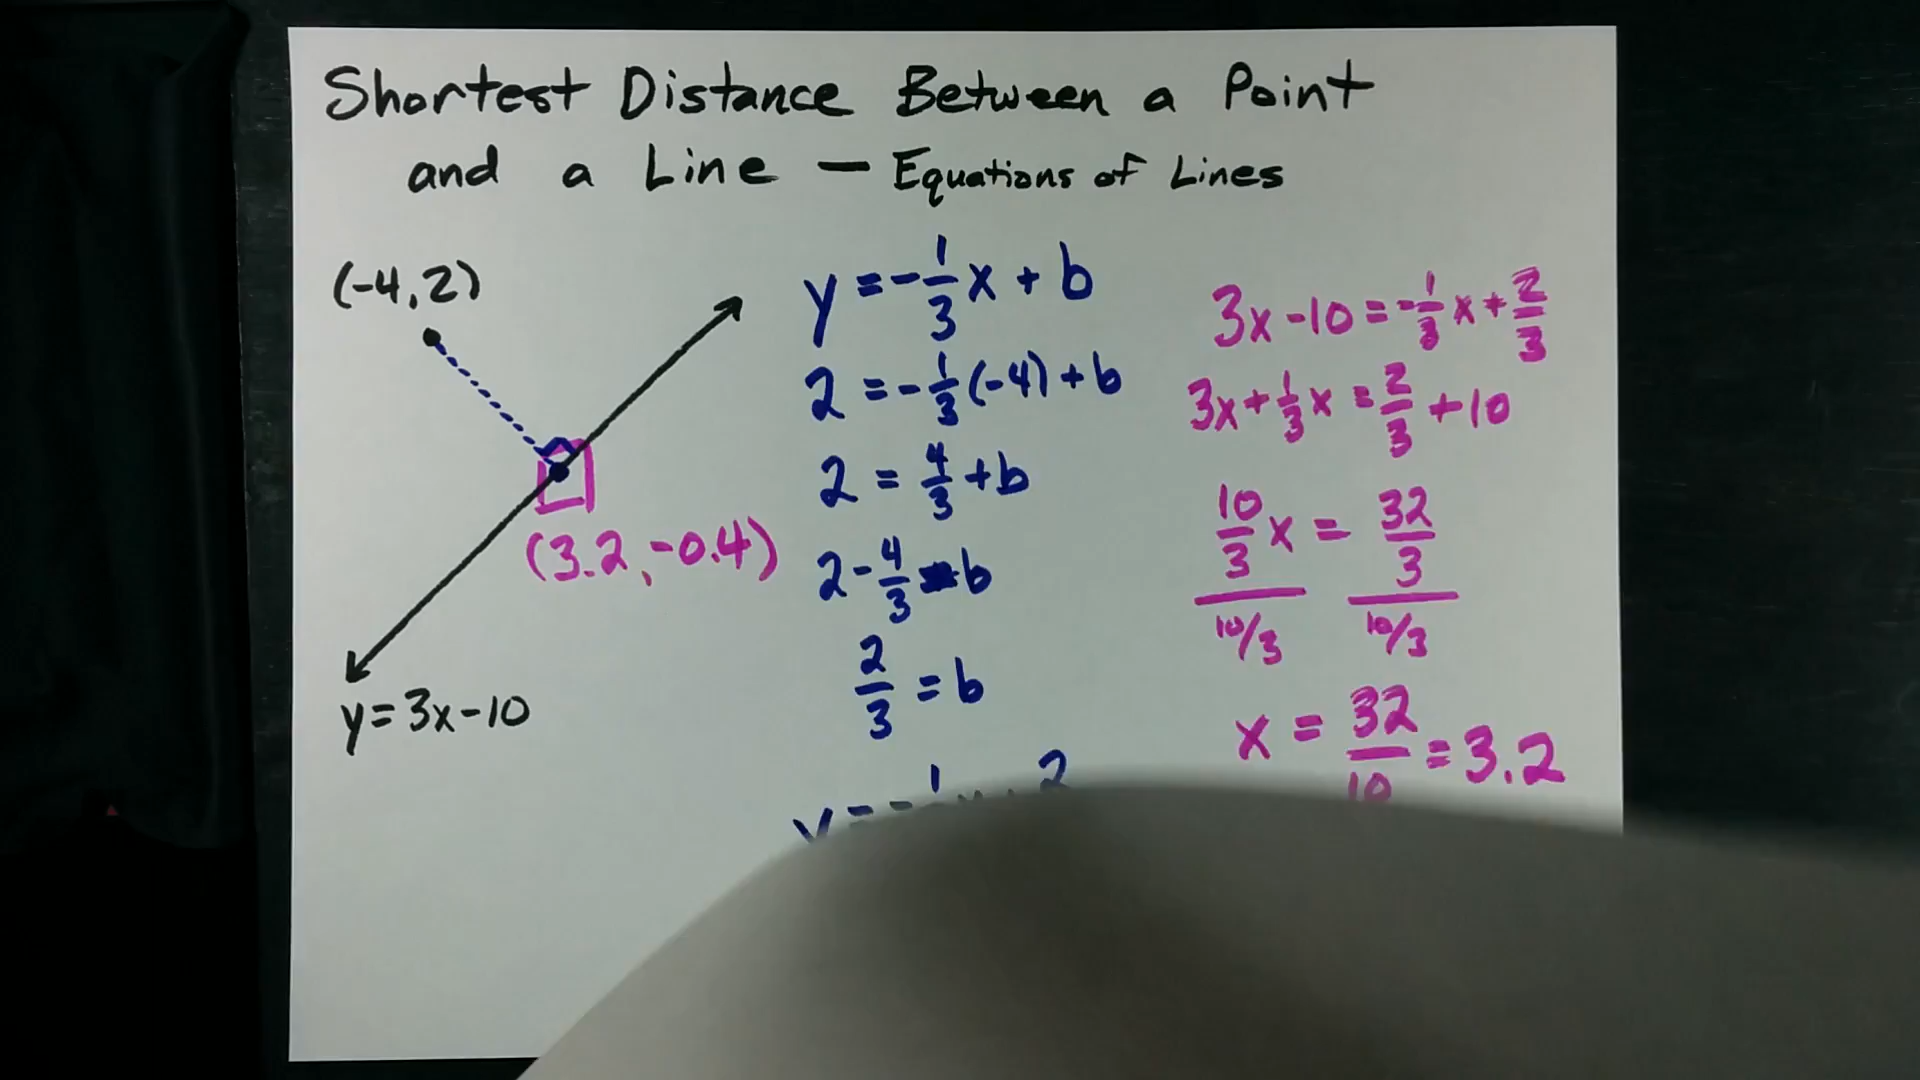 Shortest Distance Between a Point
and a Line — Equations of Lines
(-4,2)
(3.2,-0.4)
y=3x-10
y=-1/3x+b
2=-1/3(-4)+b
2=4/3+b
2-4/3=b
2/3=b
3x-10=-1/3x+2/3
3x+1/3x=2/3+10
10/3x=32/3
10/3 10/3
x=32/10=3.2